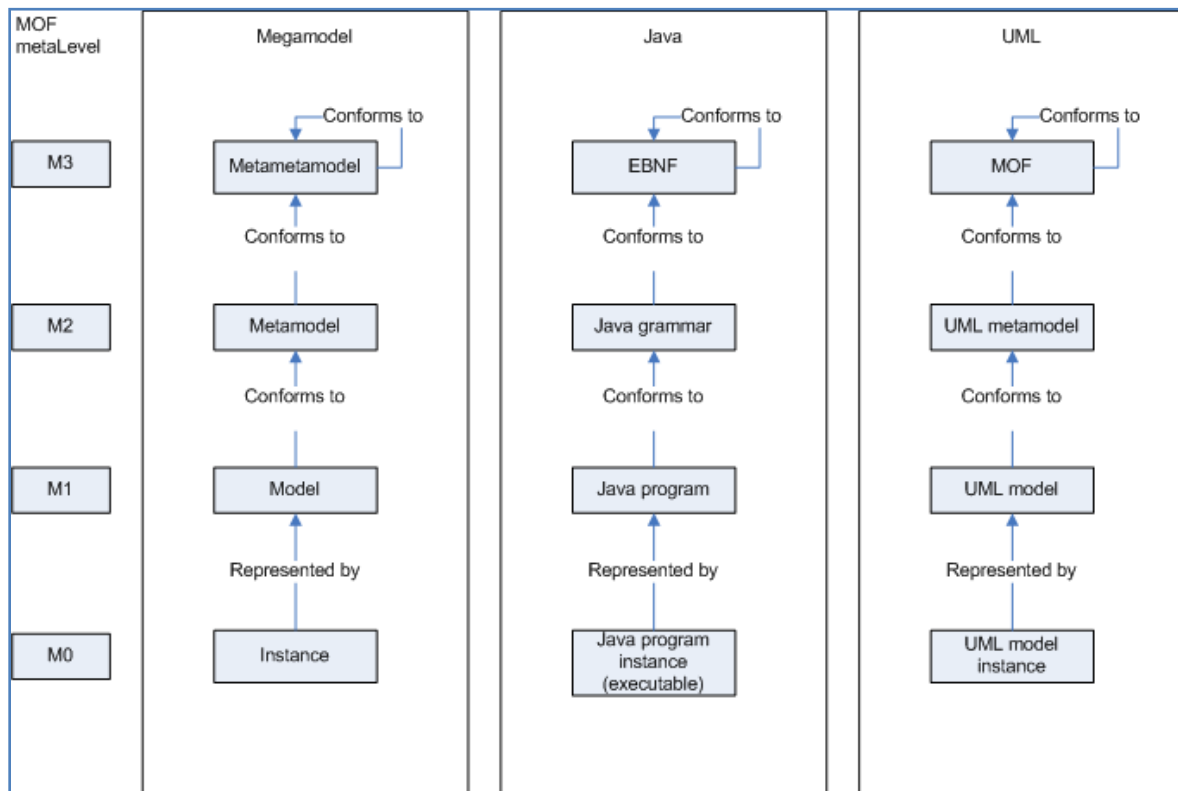 MOF
metaLevel
Megamodel
Java
UML
Conforms to
Conforms to
Conforms to
M3
Metametamodel
EBNF
MOF
Conforms to
Conforms to
Conforms to
M2
Metamodel
Java grammar
UML metamodel
Conforms to
Conforms to
Conforms to
M1
Model
Java program
UML model
Represented by
Represented by
Represented by
M0
Instance
Java program
instance
(executable)
UML model
instance